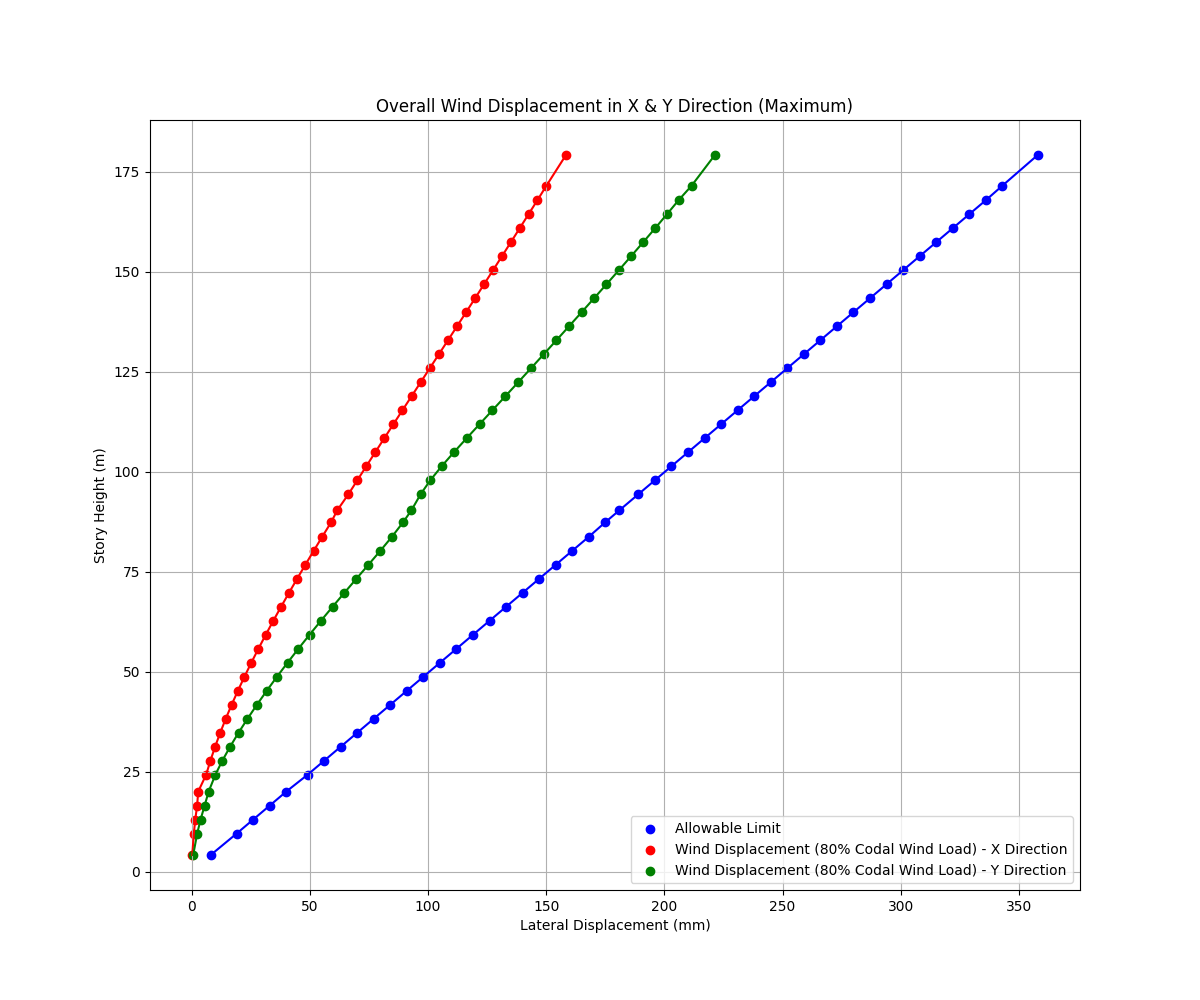 Overall Wind Displacement in X & Y Direction (Maximum)
Story Height (m)
175
150
125
100
75
50
25
0
0 50 100 150 200 250 300 350
Lateral Displacement (mm)
Allowable Limit
Wind Displacement (80% Codal Wind Load) - X Direction
Wind Displacement (80% Codal Wind Load) - Y Direction